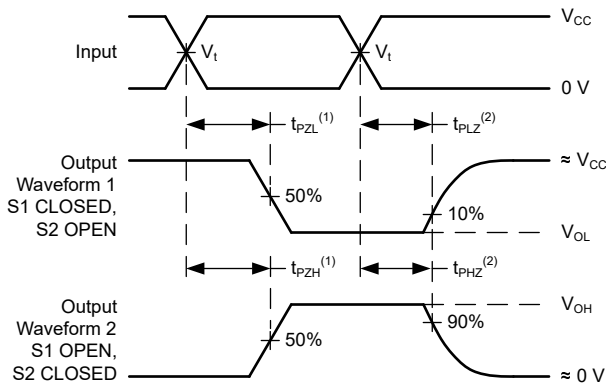 V_CC
Input
V_t
V_t
0 V
t_PZL^(1)
t_PLZ^(2)
Output
Waveform 1
S1 CLOSED,
S2 OPEN
≈ V_CC
50%
10%
V_OL
t_PZH^(1)
t_PHZ^(2)
Output
Waveform 2
S1 OPEN,
S2 CLOSED
V_OH
50%
90%
≈ 0 V